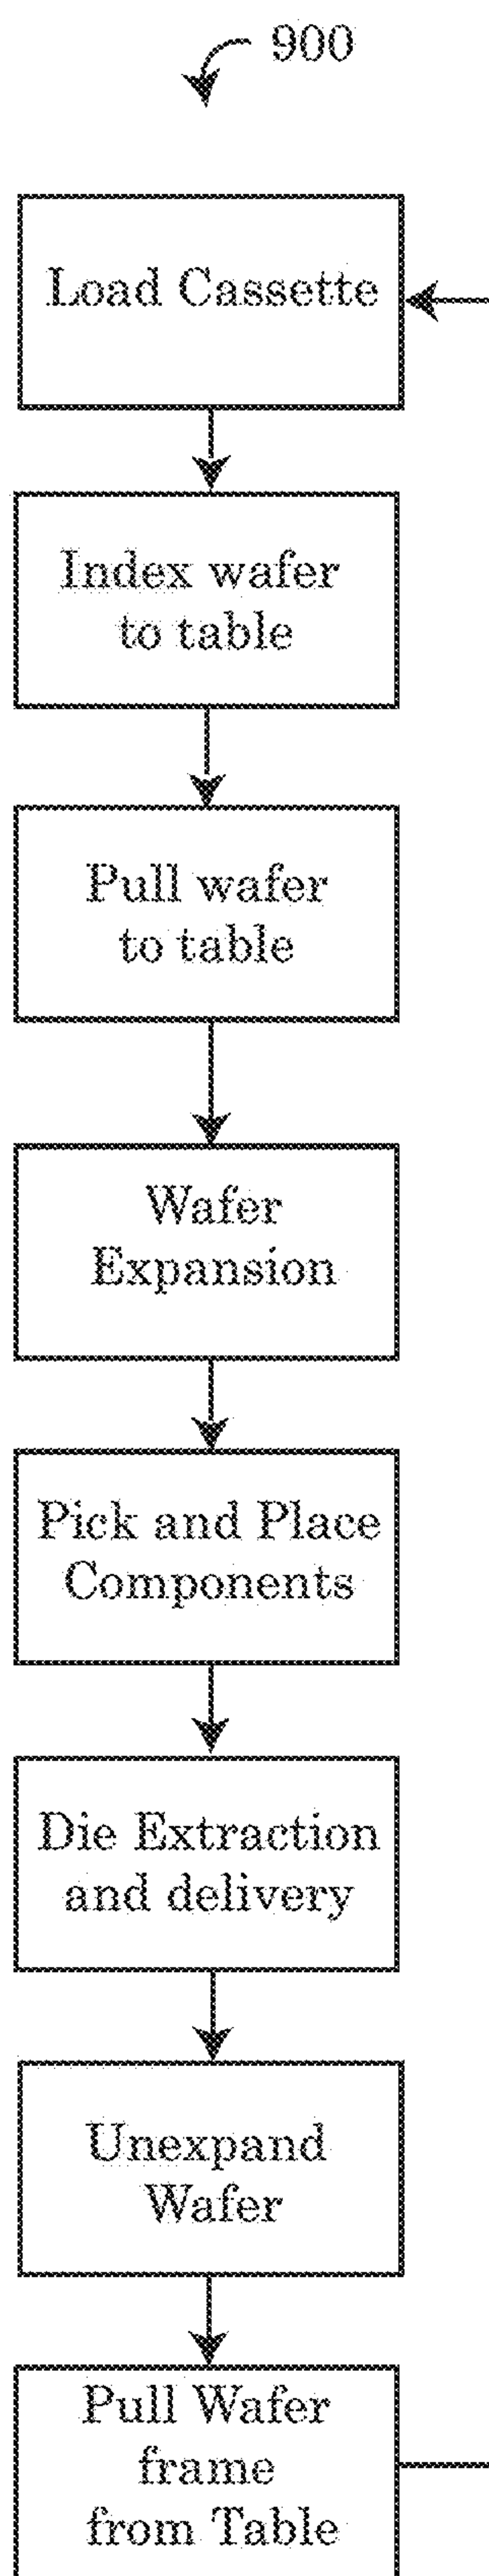 900
Load Cassette
Index wafer
to table
Pull wafer
to table
Wafer
Expansion
Pick and Place
Components
Die Extraction
and delivery
Unexpand
Wafer
Pull Wafer
frame
from Table